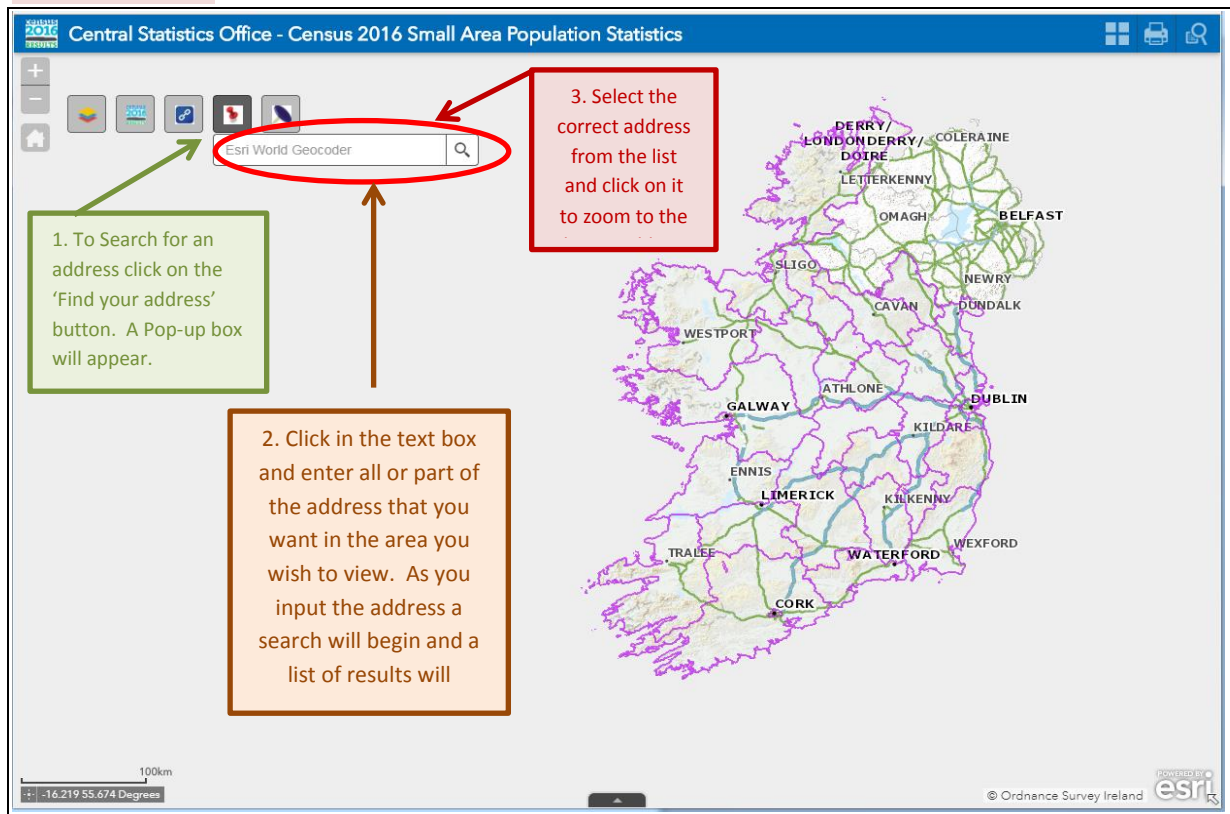 census
2016
RESULTS
Central Statistics Office - Census 2016 Small Area Population Statistics
+
−
2016
Esri World Geocoder
3. Select the
correct address
from the list
and click on it
to zoom to the
1. To Search for an
address click on the
‘Find your address’
button.  A Pop-up box
will appear.
2. Click in the text box
and enter all or part of
the address that you
want in the area you
wish to view.  As you
input the address a
search will begin and a
list of results will
DERRY/
LONDONDERRY/
DOIRE
COLERAINE
LETTERKENNY
OMAGH
BELFAST
SLIGO
NEWRY
CAVAN
DUNDALK
WESTPORT
ATHLONE
GALWAY
DUBLIN
KILDARE
ENNIS
LIMERICK
KILKENNY
TRALEE
WATERFORD
WEXFORD
CORK
100km
-16.219 55.674 Degrees
© Ordnance Survey Ireland
POWERED BY
esri